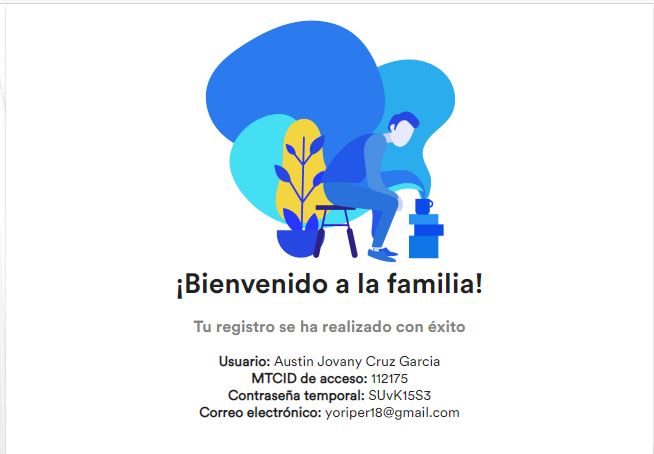 ¡Bienvenido a la familia!
Tu registro se ha realizado con éxito
Usuario: Austin Jovany Cruz Garcia
MTCID de acceso: 112175
Contraseña temporal: SUvK15S3
Correo electrónico: yoriper18@gmail.com